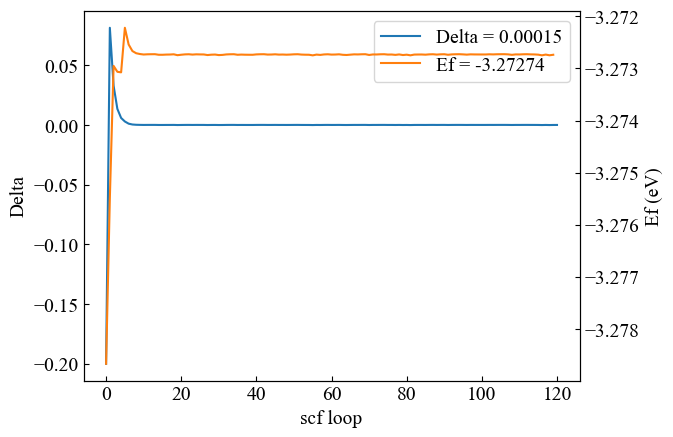 Delta = 0.00015
Ef = -3.27274
Delta
0.05
0.00
−0.05
−0.10
−0.15
−0.20
−3.272
−3.273
−3.274
−3.275
−3.276
−3.277
−3.278
Ef (eV)
0 20 40 60 80 100 120
scf loop